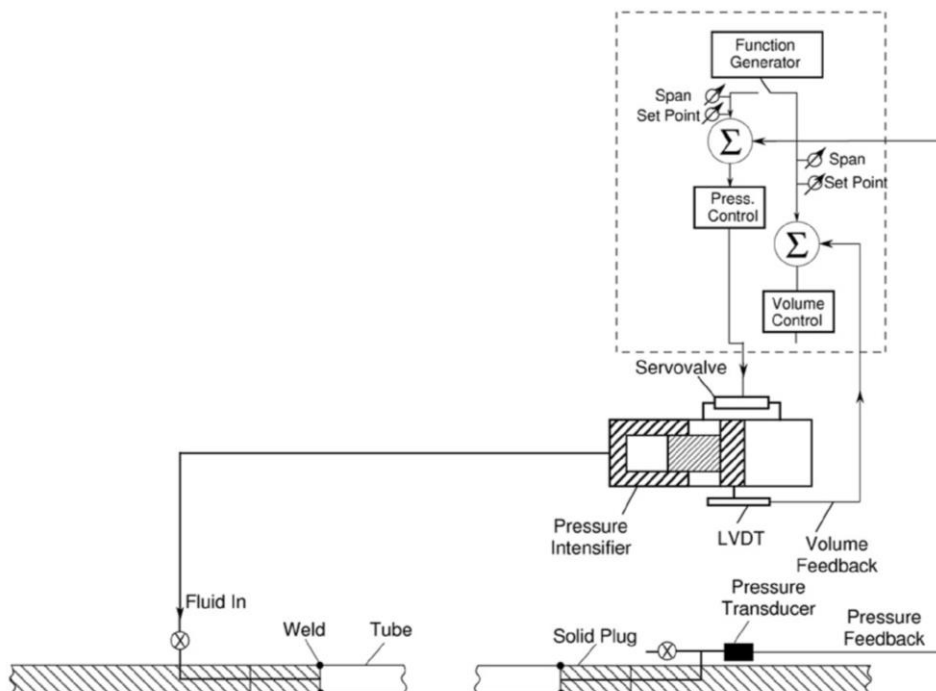 Function
Generator
Span
Set Point
Σ
Span
Set Point
Press.
Control
Σ
Volume
Control
Servovalve
Pressure
Intensifier
LVDT
Volume
Feedback
Fluid In
Weld
Tube
Solid Plug
Pressure
Transducer
Pressure
Feedback